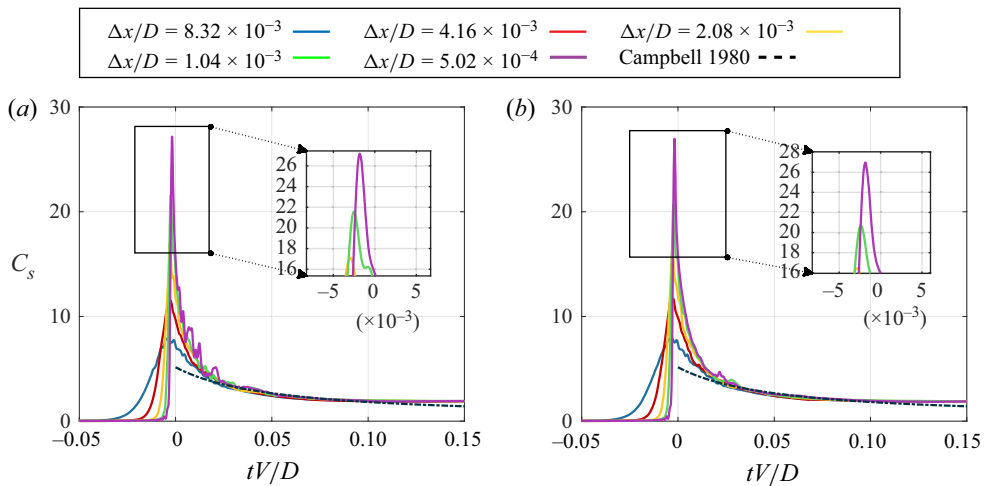 Δx/D = 8.32 × 10⁻³ Δx/D = 4.16 × 10⁻³ Δx/D = 2.08 × 10⁻³
Δx/D = 1.04 × 10⁻³ Δx/D = 5.02 × 10⁻⁴ Campbell 1980
(a) (b)
30 30
20 20
10 10
0 0
C_s
26
24
22
20
18
16
−5 0 5
(×10⁻³)
28
26
24
22
20
18
16
−5 0 5
(×10⁻³)
−0.05 0 0.05 0.10 0.15
−0.05 0 0.05 0.10 0.15
tV/D tV/D